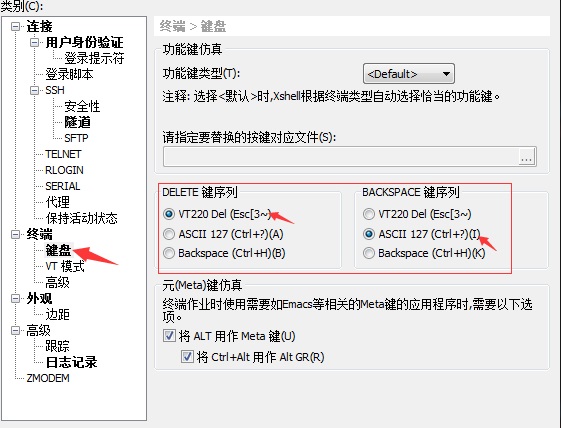 类别(C):
连接
用户身份验证
登录提示符
登录脚本
SSH
安全性
隧道
SFTP
TELNET
RLOGIN
SERIAL
代理
保持活动状态
终端
键盘
VT 模式
高级
外观
边距
高级
跟踪
日志记录
ZMODEM
终端 > 键盘
功能键仿真
功能键类型(T):
<Default>
注释: 选择<默认>时,Xshell根据终端类型自动选择恰当的功能键。
请指定要替换的按键对应文件(S):
...
DELETE 键序列
VT220 Del (Esc[3~)
ASCII 127 (Ctrl+?)(A)
Backspace (Ctrl+H)(B)
BACKSPACE 键序列
VT220 Del (Esc[3~)
ASCII 127 (Ctrl+?)(I)
Backspace (Ctrl+H)(K)
元(Meta)键仿真
终端作业时使用需要如Emacs等相关的Meta键的应用程序时,需要以下选
项。
将 ALT 用作 Meta 键(U)
将 Ctrl+Alt 用作 Alt GR(R)